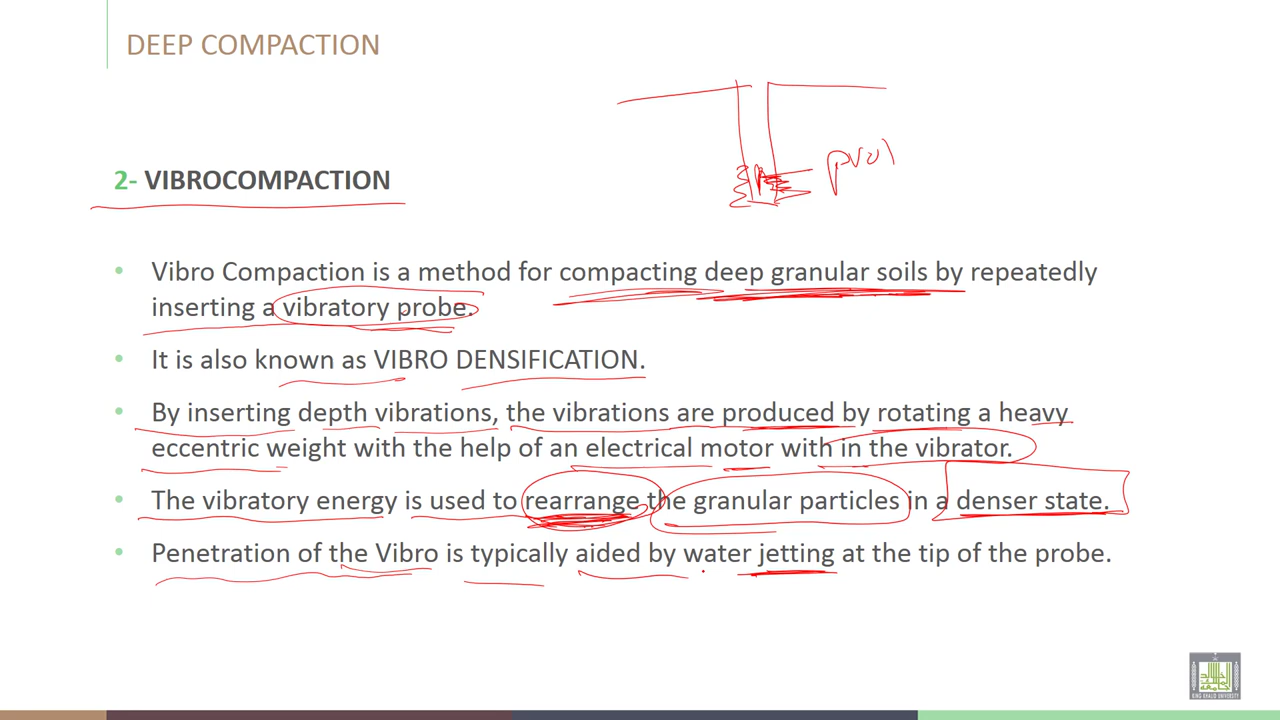 DEEP COMPACTION
2- VIBROCOMPACTION
• Vibro Compaction is a method for compacting deep granular soils by repeatedly
inserting a vibratory probe.
• It is also known as VIBRO DENSIFICATION.
• By inserting depth vibrations, the vibrations are produced by rotating a heavy
eccentric weight with the help of an electrical motor with in the vibrator.
• The vibratory energy is used to rearrange the granular particles in a denser state.
• Penetration of the Vibro is typically aided by water jetting at the tip of the probe.
KING KHALID UNIVERSITY